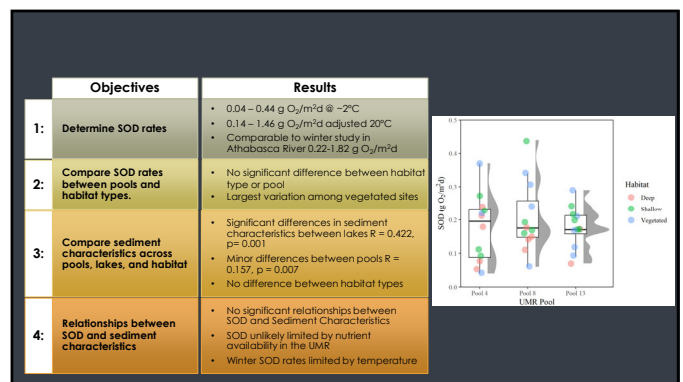 Objectives
Results
1:
Determine SOD rates
• 0.04 – 0.44 g O₂/m²d @ ~2°C
• 0.14 – 1.46 g O₂/m²d adjusted 20°C
• Comparable to winter study in
Athabasca River 0.22-1.82 g O₂/m²d
2:
Compare SOD rates
between pools and
habitat types.
• No significant difference between habitat
type or pool
• Largest variation among vegetated sites
3:
Compare sediment
characteristics across
pools, lakes, and habitat
• Significant differences in sediment
characteristics between lakes R = 0.422,
p= 0.001
• Minor differences between pools R =
0.157, p = 0.007
• No difference between habitat types
4:
Relationships between
SOD and sediment
characteristics
• No significant relationships between
SOD and Sediment Characteristics
• SOD unlikely limited by nutrient
availability in the UMR
• Winter SOD rates limited by temperature
SOD (g O₂/m²d)
0.5
0.4
0.3
0.2
0.1
0.0
Pool 4
Pool 8
Pool 13
UMR Pool
Habitat
Deep
Shallow
Vegetated